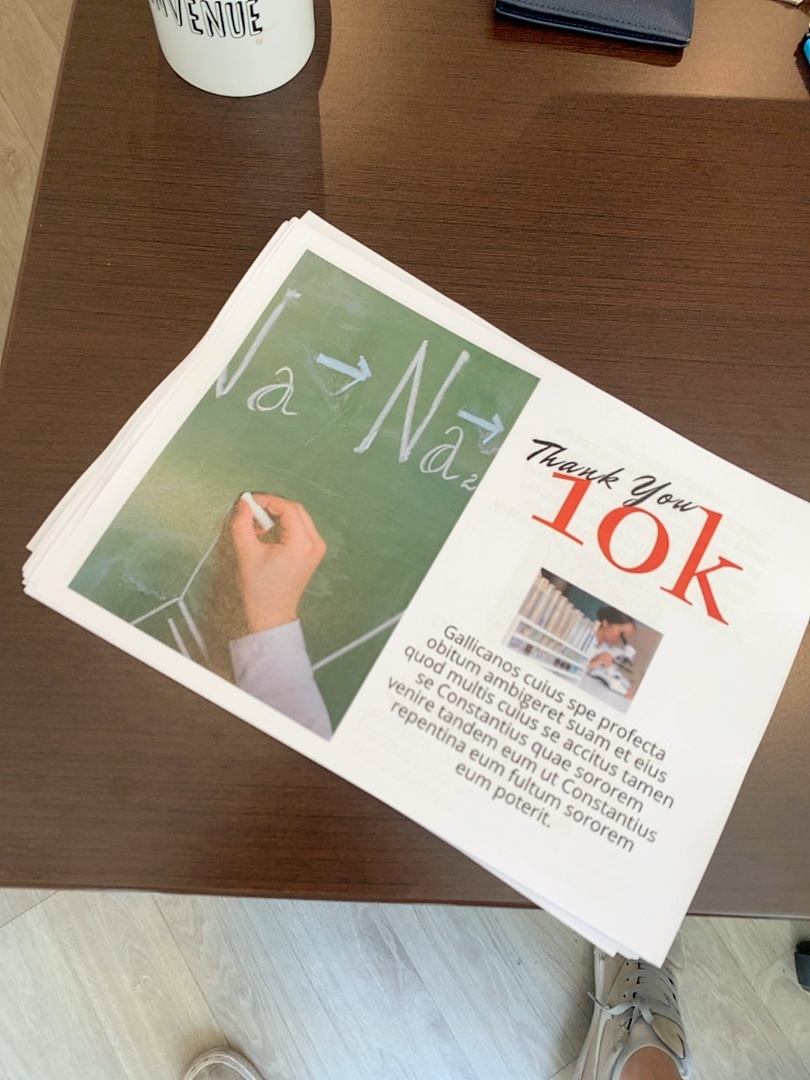 VENUE
Na → Na₂ →
Thank You
10k
Gallicanos cuius spe profecta
obitum ambigeret suam et eius
quod multis cuius se accitus tamen
se Constantius quae sororem
venire tandem eum ut Constantius
repentina eum fultum sororem
eum poterit.